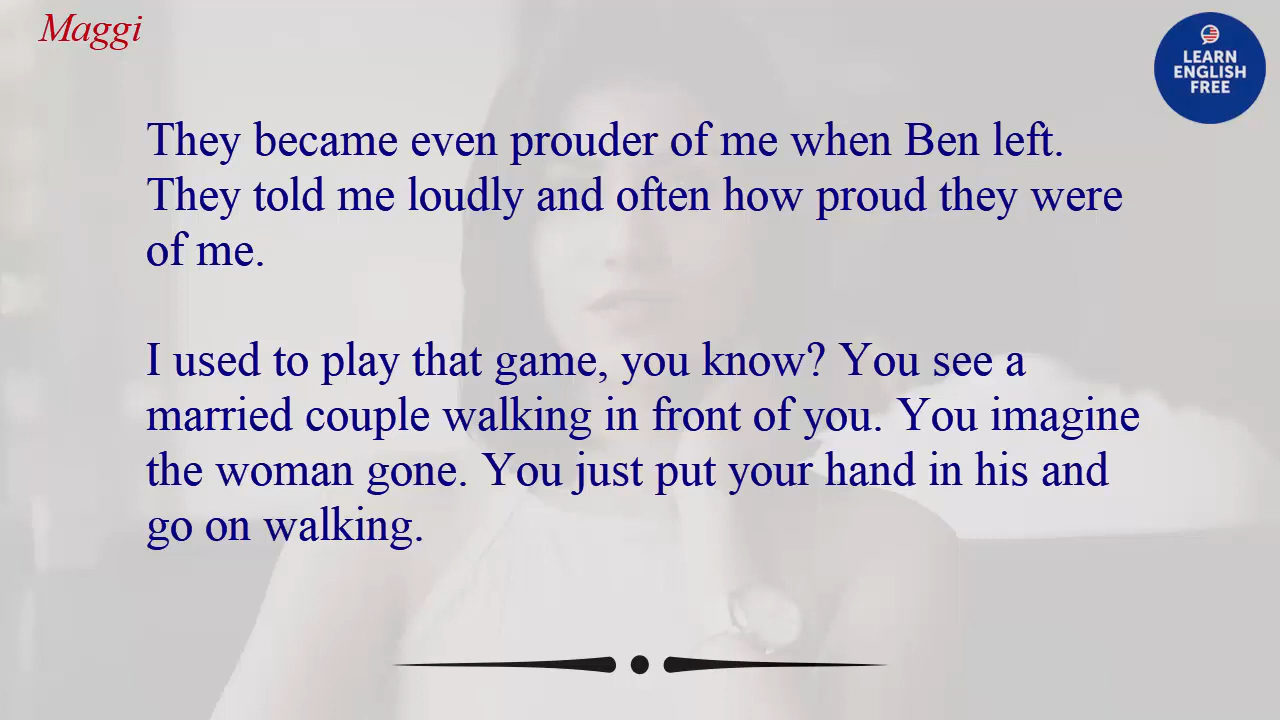 Maggi
LEARN
ENGLISH
FREE
They became even prouder of me when Ben left.
They told me loudly and often how proud they were
of me.
I used to play that game, you know? You see a
married couple walking in front of you. You imagine
the woman gone. You just put your hand in his and
go on walking.